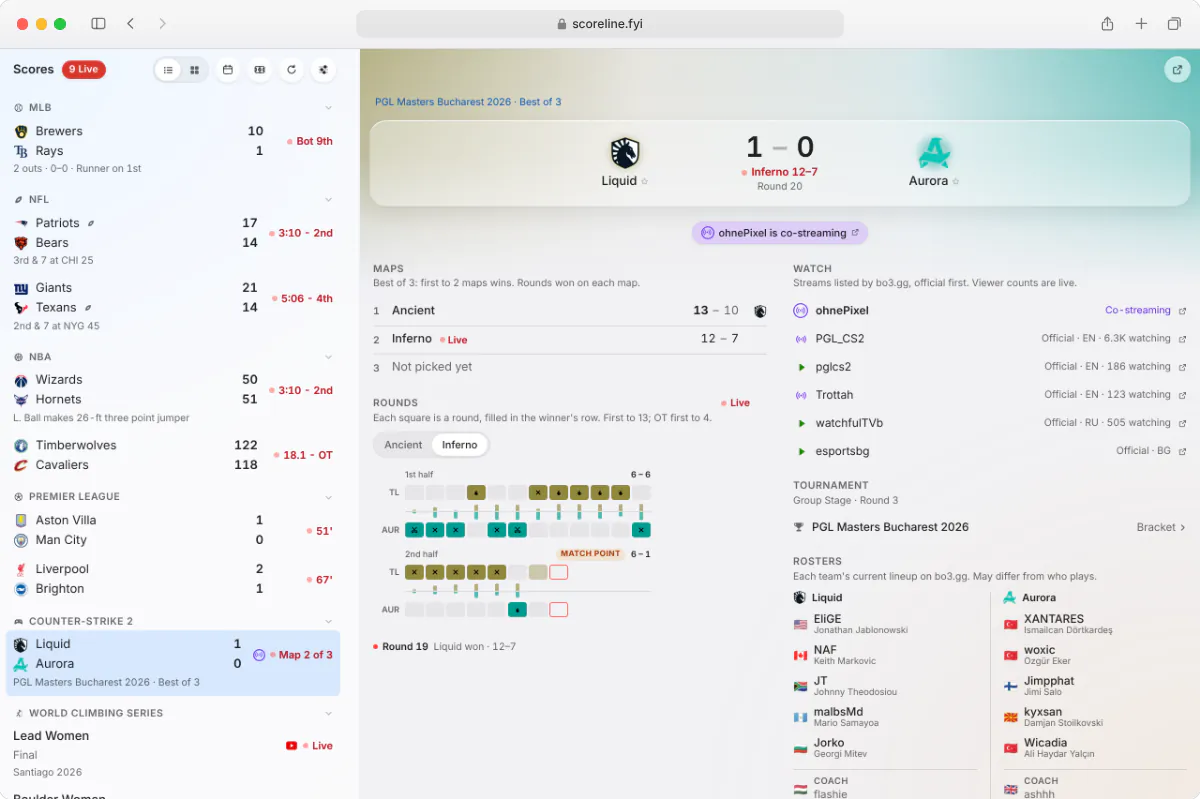 scoreline.fyi
Scores
9 Live
MLB
Brewers 10
Rays 1
Bot 9th
2 outs · 0–0 · Runner on 1st
NFL
Patriots 17
Bears 14
3:10 - 2nd
3rd & 7 at CHI 25
Giants 21
Texans 14
5:06 - 4th
2nd & 7 at NYG 45
NBA
Wizards 50
Hornets 51
3:10 - 2nd
L. Ball makes 26-ft three point jumper
Timberwolves 122
Cavaliers 118
18.1 - OT
PREMIER LEAGUE
Aston Villa 1
Man City 0
51'
Liverpool 2
Brighton 1
67'
COUNTER-STRIKE 2
Liquid 1
Aurora 0
Map 2 of 3
PGL Masters Bucharest 2026 · Best of 3
WORLD CLIMBING SERIES
Lead Women
Final
Live
Santiago 2026
Boulder Women
PGL Masters Bucharest 2026 · Best of 3
Liquid
1 – 0
Inferno 12–7
Round 20
Aurora
ohnePixel is co-streaming
MAPS
Best of 3: first to 2 maps wins. Rounds won on each map.
1 Ancient 13 – 10
2 Inferno Live 12 – 7
3 Not picked yet
ROUNDS
Live
Each square is a round, filled in the winner's row. First to 13; OT first to 4.
Ancient Inferno
1st half 6–6
TL
AUR
2nd half MATCH POINT 6–1
TL
AUR
Round 19 Liquid won · 12–7
WATCH
Streams listed by bo3.gg, official first. Viewer counts are live.
ohnePixel Co-streaming
PGL_CS2 Official · EN · 6.3K watching
pglcs2 Official · EN · 186 watching
Trottah Official · EN · 123 watching
watchfulTVb Official · RU · 505 watching
esportsbg Official · BG
TOURNAMENT
Group Stage · Round 3
PGL Masters Bucharest 2026 Bracket
ROSTERS
Each team's current lineup on bo3.gg. May differ from who plays.
Liquid
EliGE
Jonathan Jablonowski
NAF
Keith Markovic
JT
Johnny Theodosiou
malbsMd
Mario Samayoa
Jorko
Georgi Mitev
COACH
flashie
Aurora
XANTARES
Ismailcan Dörtkardeş
woxic
Özgür Eker
Jimpphat
Jimi Salo
kyxsan
Damjan Stoilkovski
Wicadia
Ali Haydar Yalçın
COACH
ashhh